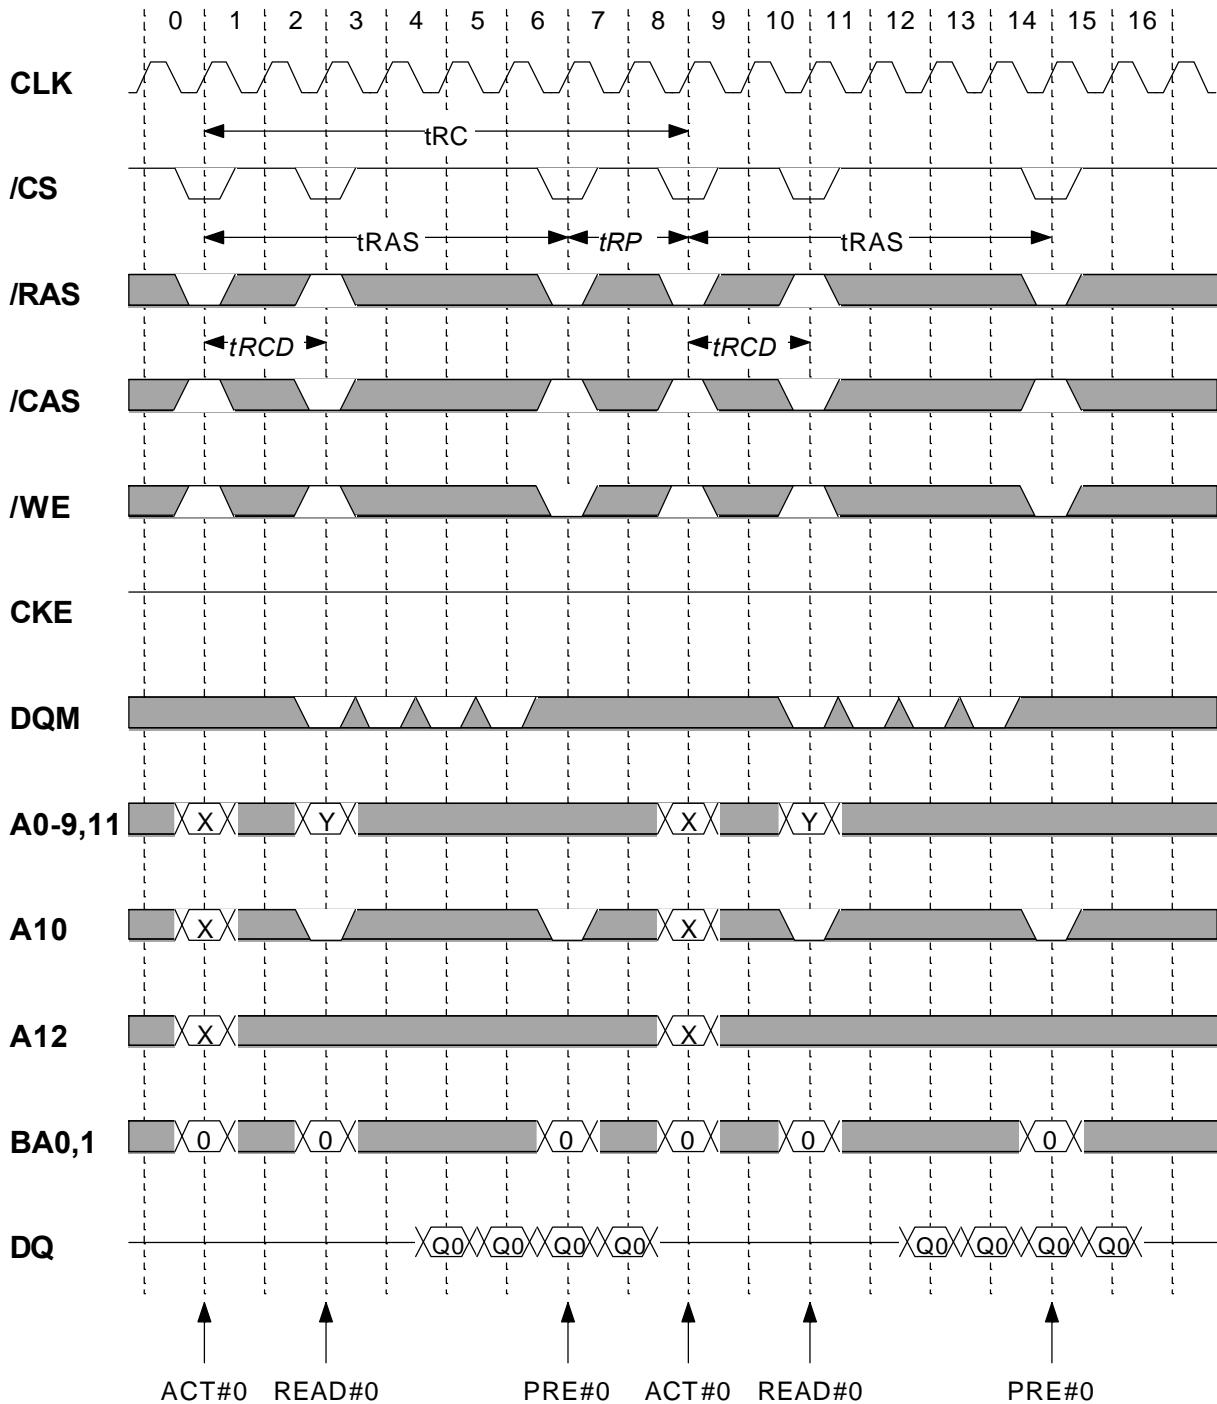 0 1 2 3 4 5 6 7 8 9 10 11 12 13 14 15 16
CLK
tRC
/CS
tRAS tRP tRAS
/RAS
tRCD tRCD
/CAS
/WE
CKE
DQM
A0-9,11 X Y X Y
A10 X X
A12 X X
BA0,1 0 0 0 0 0 0
DQ Q0 Q0 Q0 Q0 Q0 Q0 Q0 Q0
ACT#0 READ#0 PRE#0 ACT#0 READ#0 PRE#0